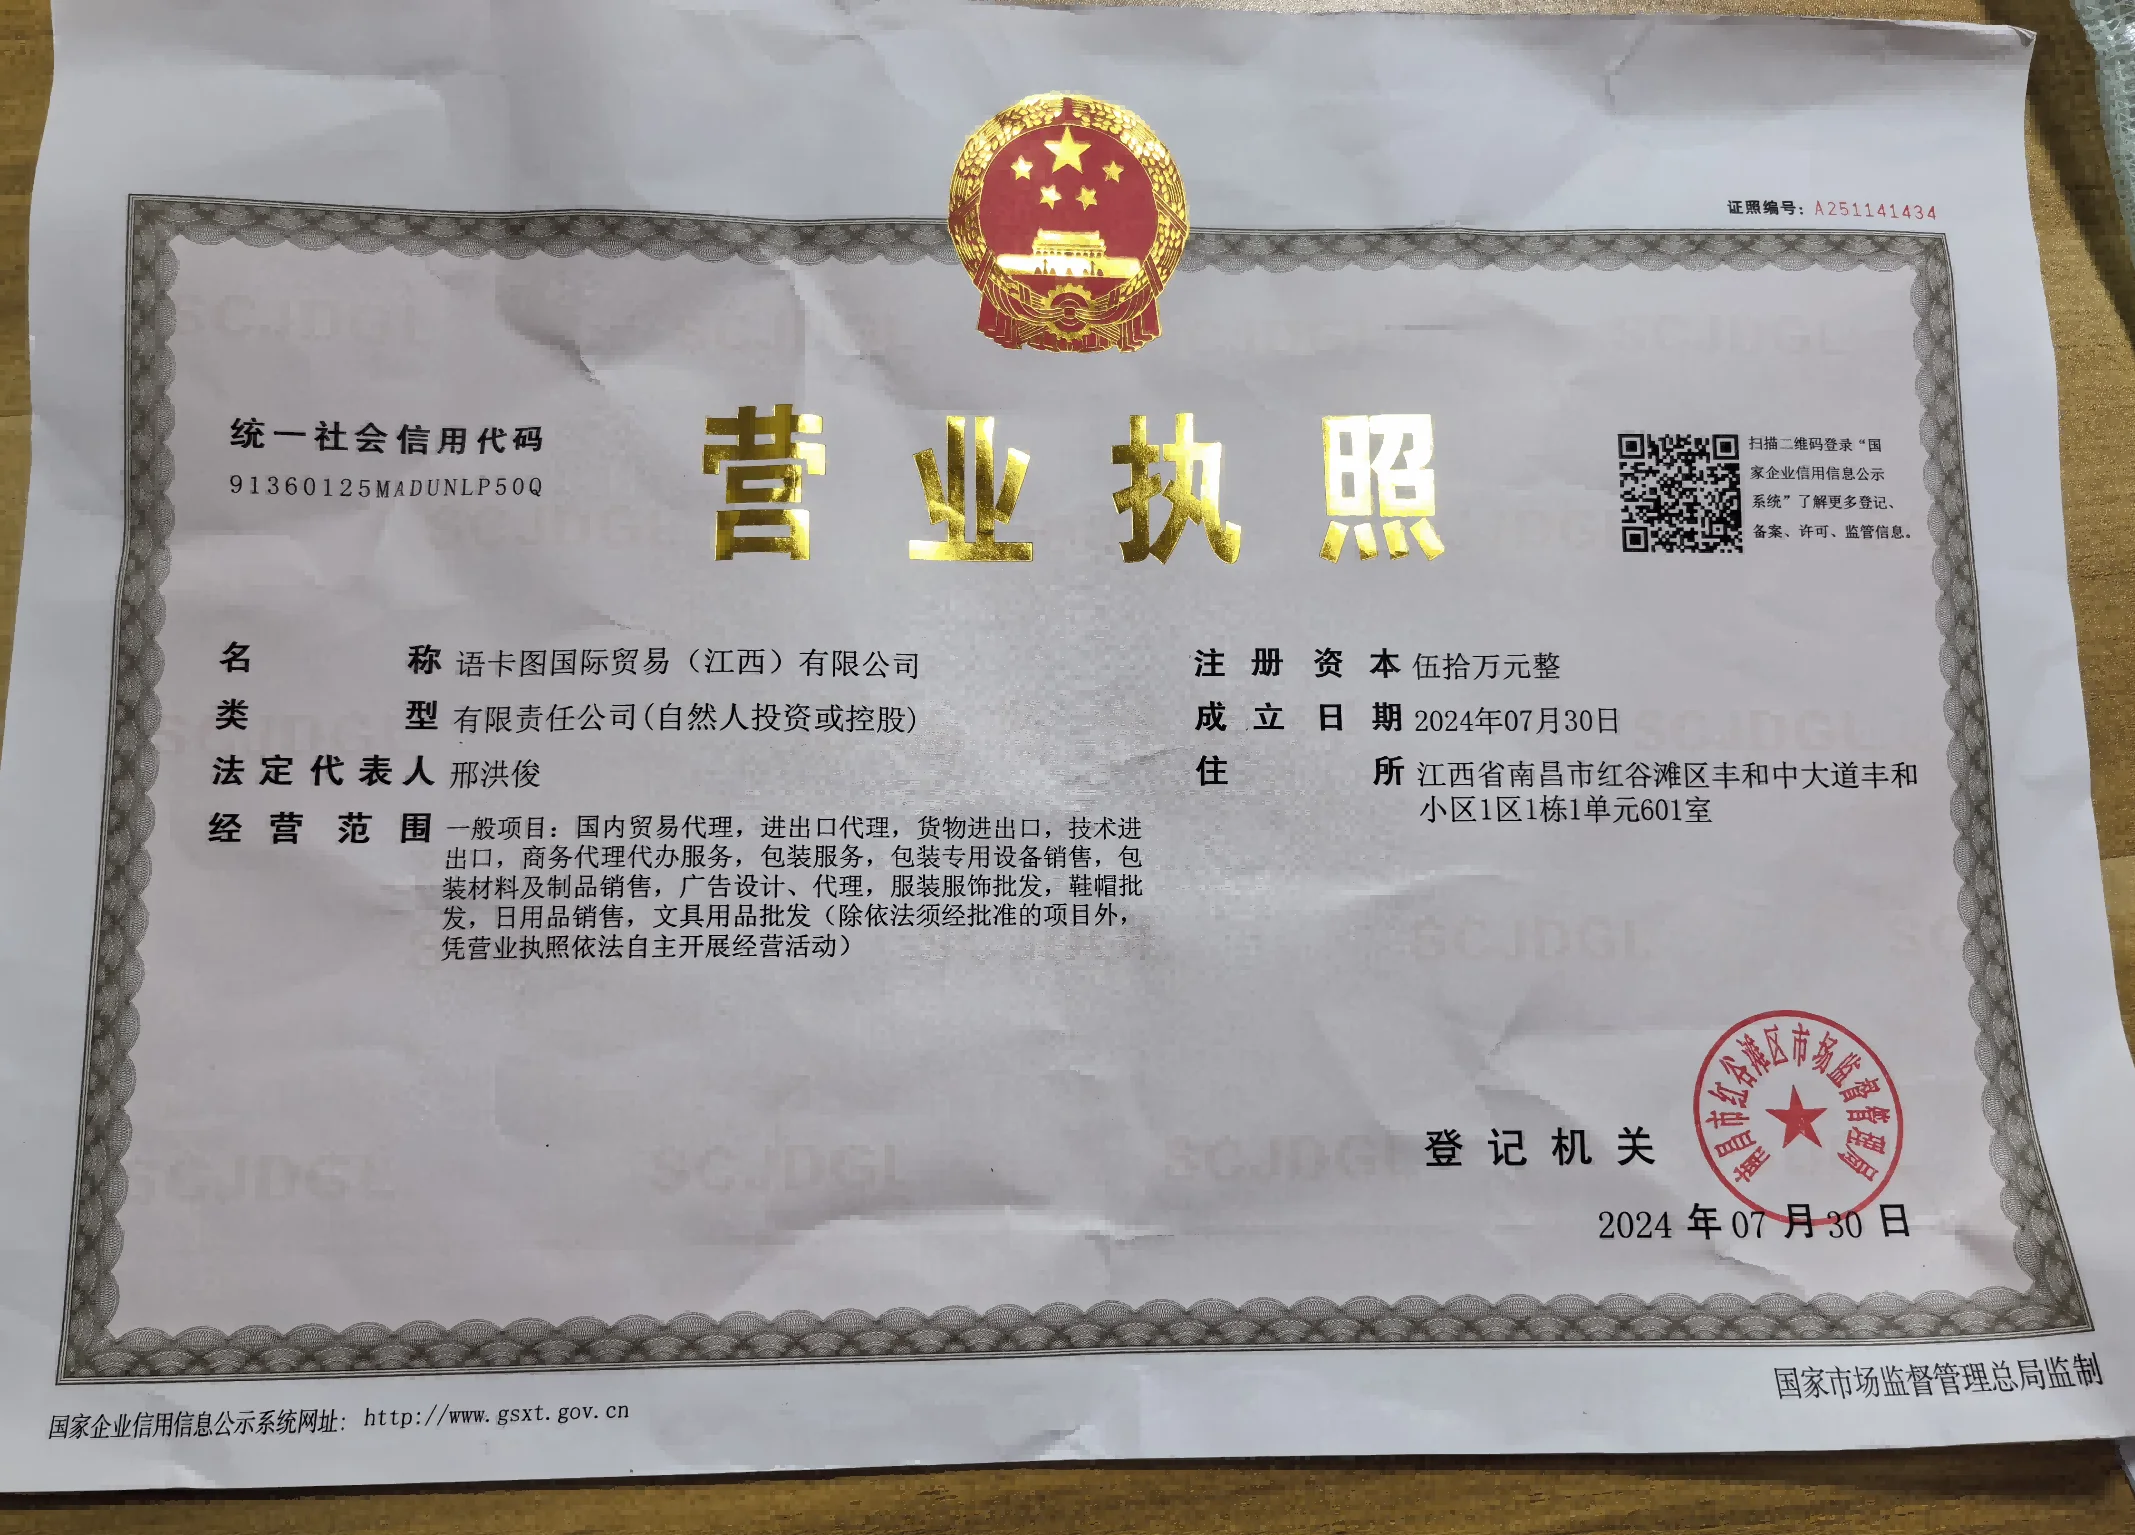 证照编号：A251141434
统一社会信用代码
91360125MADUNLP50Q
营业执照
扫描二维码登录“国
家企业信用信息公示
系统”了解更多登记、
备案、许可、监管信息。
名称 语卡图国际贸易（江西）有限公司
类型 有限责任公司(自然人投资或控股)
法定代表人 邢洪俊
经营范围 一般项目：国内贸易代理，进出口代理，货物进出口，技术进
出口，商务代理代办服务，包装服务，包装专用设备销售，包
装材料及制品销售，广告设计、代理，服装服饰批发，鞋帽批
发，日用品销售，文具用品批发（除依法须经批准的项目外，
凭营业执照依法自主开展经营活动）
注册资本 伍拾万元整
成立日期 2024年07月30日
住所 江西省南昌市红谷滩区丰和中大道丰和
小区1区1栋1单元601室
登记机关
南昌市红谷滩区市场监督管理局
2024 年 07 月 30 日
国家企业信用信息公示系统网址：http://www.gsxt.gov.cn
国家市场监督管理总局监制
SCJDGL